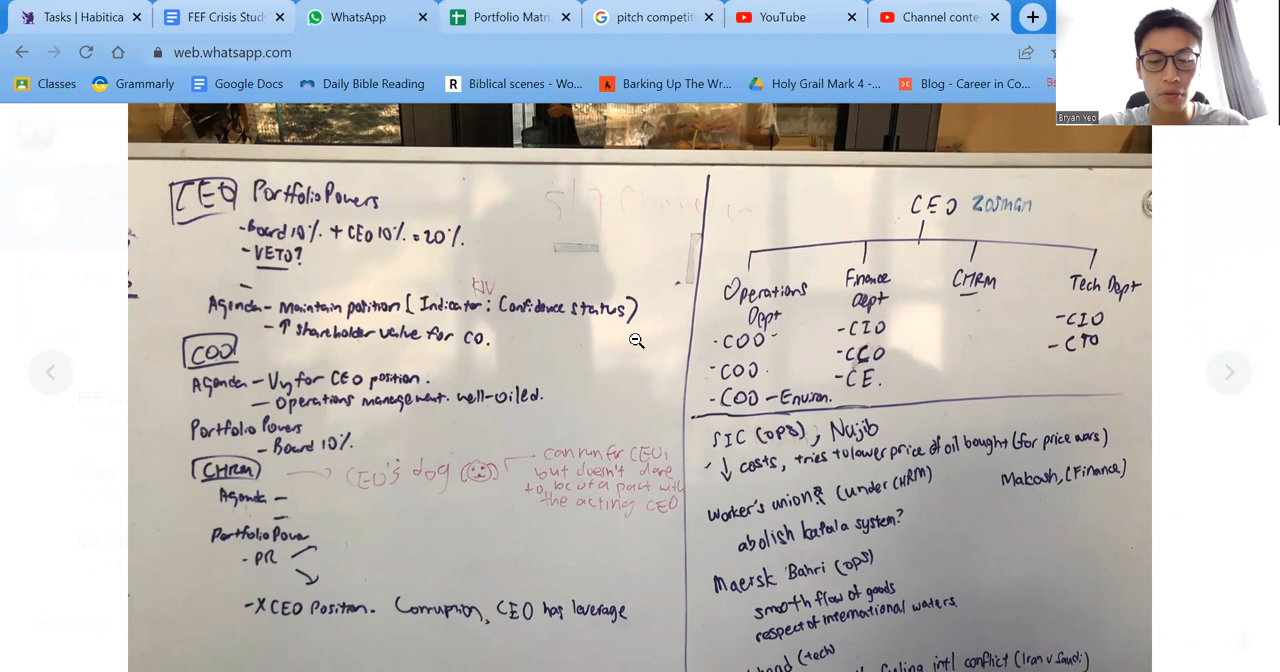 Tasks | Habitica
FEF Crisis Stud
WhatsApp
Portfolio Matri
pitch competit
YouTube
Channel conte
web.whatsapp.com
Classes
Grammarly
Google Docs
Daily Bible Reading
Biblical scenes - Wo...
Barking Up The Wr...
Holy Grail Mark 4 -...
Blog - Career in Co...
Bryan Yeo
CEO Portfolio Powers
-Board 10% + CEO 10% = 20%.
-VETO?
-
KIV
Agenda - Maintain position [Indicator: Confidence status)
- ↑ shareholder value for CO.
COO
Agenda - Vy for CEO position.
- Operations management well-oiled.
Portfolio Powers
- Board 10%
CHRM → CEO's dog
can run for CEO,
but doesn't dare
to, bc of a pact with
the acting CEO
Agenda -
-
Portfolio Power
- PR
- X CEO Position. Corruption, CEO has leverage
CEO Zosman
Operations Dept
- COO
- COO
- COO - Environ.
Finance Dept
- CIO
- CCO
- CE.
CHRM
Tech Dept
- CIO
- CTO
SIC (ops), Najib
↓ costs, tries to lower price of oil bought (for price wars)
Makash, (Finance)
Worker's union? (under CHRM)
abolish kafala system?
Maersk Bahri (ops)
smooth flow of goods
respect of international waters.
(tech)
intl conflict (Iran v Saudi)